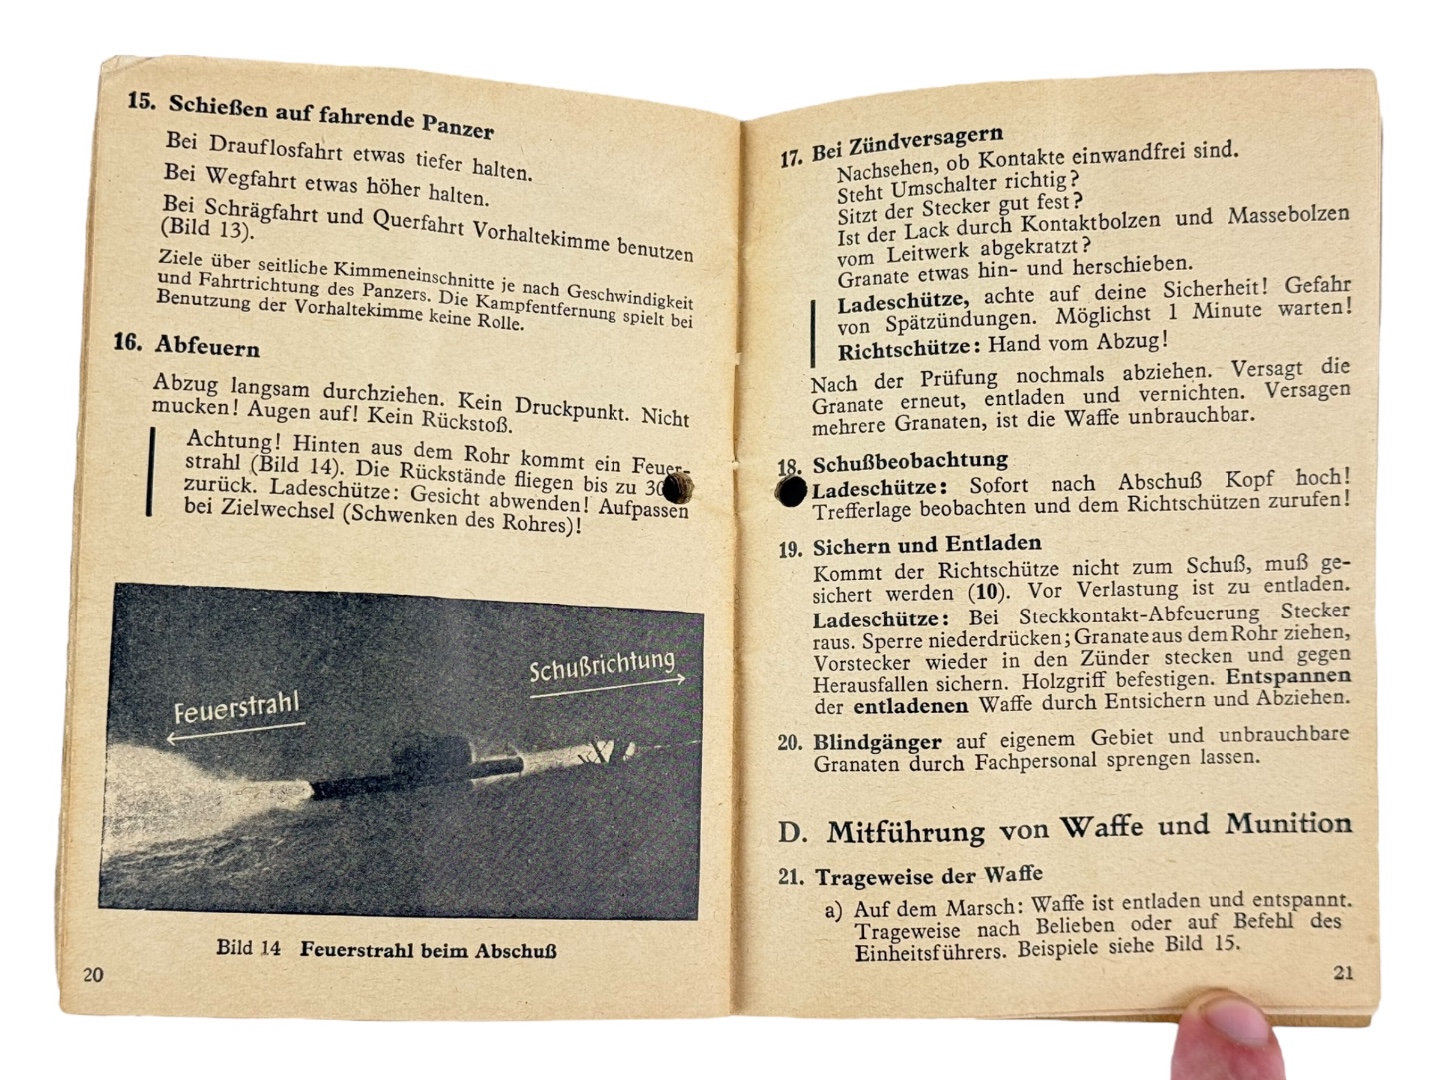 15. Schießen auf fahrende Panzer
Bei Drauflosfahrt etwas tiefer halten.
Bei Wegfahrt etwas höher halten.
Bei Schrägfahrt und Querfahrt Vorhaltekimme benutzen
(Bild 13).
Ziele über seitliche Kimmeneinschnitte je nach Geschwindigkeit
und Fahrtrichtung des Panzers. Die Kampfentfernung spielt bei
Benutzung der Vorhaltekimme keine Rolle.
16. Abfeuern
Abzug langsam durchziehen. Kein Druckpunkt. Nicht
mucken! Augen auf! Kein Rückstoß.
Achtung! Hinten aus dem Rohr kommt ein Feuer-
strahl (Bild 14). Die Rückstände fliegen bis zu
zurück. Ladeschütze: Gesicht abwenden! Aufpassen
bei Zielwechsel (Schwenken des Rohres)!
Schußrichtung
Feuerstrahl
Bild 14 Feuerstrahl beim Abschuß
20
17. Bei Zündversagern
Nachsehen, ob Kontakte einwandfrei sind.
Steht Umschalter richtig?
Sitzt der Stecker gut fest?
Ist der Lack durch Kontaktbolzen und Massebolzen
vom Leitwerk abgekratzt?
Granate etwas hin- und herschieben.
Ladeschütze, achte auf deine Sicherheit! Gefahr
von Spätzündungen. Möglichst 1 Minute warten!
Richtschütze: Hand vom Abzug!
Nach der Prüfung nochmals abziehen. Versagt die
Granate erneut, entladen und vernichten. Versagen
mehrere Granaten, ist die Waffe unbrauchbar.
18. Schußbeobachtung
Ladeschütze: Sofort nach Abschuß Kopf hoch!
Trefferlage beobachten und dem Richtschützen zurufen!
19. Sichern und Entladen
Kommt der Richtschütze nicht zum Schuß, muß ge-
sichert werden (10). Vor Verlastung ist zu entladen.
Ladeschütze: Bei Steckkontakt-Abfeuerung Stecker
raus. Sperre niederdrücken; Granate aus dem Rohr ziehen,
Vorstecker wieder in den Zünder stecken und gegen
Herausfallen sichern. Holzgriff befestigen. Entspannen
der entladenen Waffe durch Entsichern und Abziehen.
20. Blindgänger auf eigenem Gebiet und unbrauchbare
Granaten durch Fachpersonal sprengen lassen.
D. Mitführung von Waffe und Munition
21. Trageweise der Waffe
a) Auf dem Marsch: Waffe ist entladen und entspannt.
Trageweise nach Belieben oder auf Befehl des
Einheitsführers. Beispiele siehe Bild 15.
21